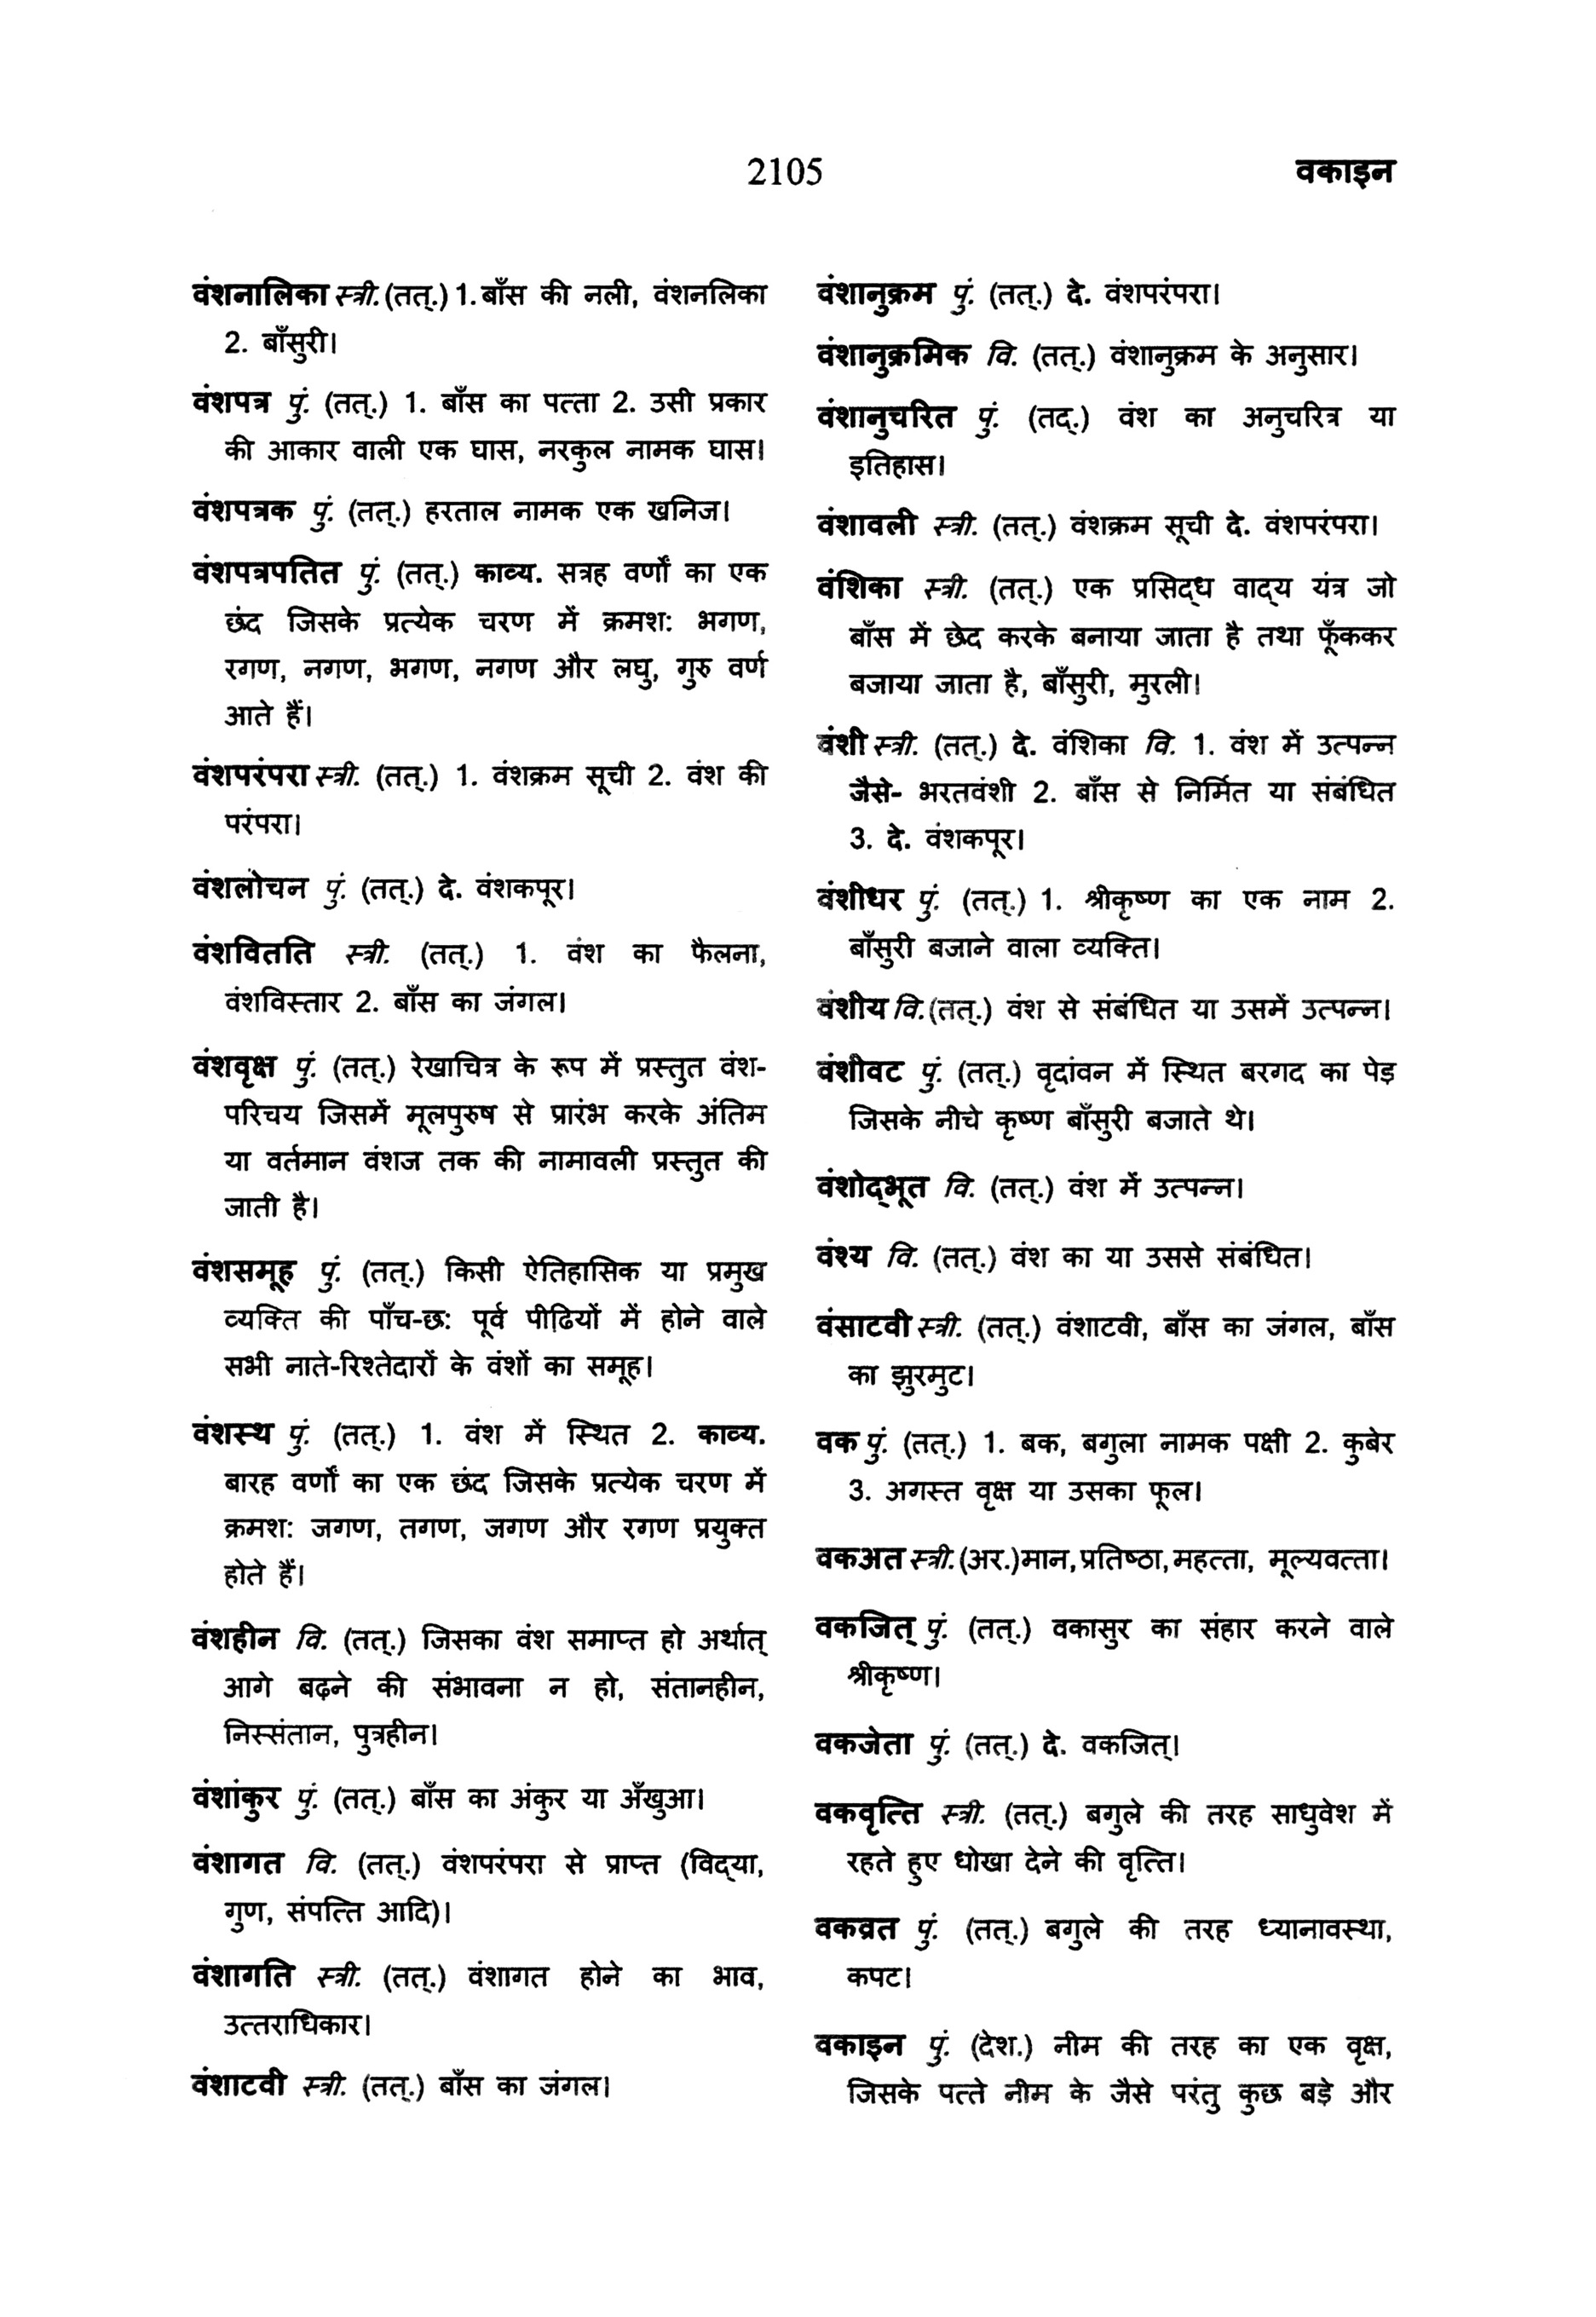 2105
वकाइन
वंशनालिका स्त्री. (तत्.) 1. बाँस की नली, वंशनलिका
2. बाँसुरी।
वंशपत्र पुं. (तत्.) 1. बाँस का पत्ता 2. उसी प्रकार
की आकार वाली एक घास, नरकुल नामक घास।
वंशपत्रक पुं. (तत्.) हरताल नामक एक खनिज।
वंशपत्रपतित पुं. (तत्.) काव्य. सत्रह वर्णों का एक
छंद जिसके प्रत्येक चरण में क्रमश: भगण,
रगण, नगण, भगण, नगण और लघु, गुरु वर्ण
आते हैं।
वंशपरंपरा स्त्री. (तत्.) 1. वंशक्रम सूची 2. वंश की
परंपरा।
वंशलोचन पुं. (तत्.) दे. वंशकपूर।
वंशवितति स्त्री. (तत्.) 1. वंश का फैलना,
वंशविस्तार 2. बाँस का जंगल।
वंशवृक्ष पुं. (तत्.) रेखाचित्र के रूप में प्रस्तुत वंश-
परिचय जिसमें मूलपुरुष से प्रारंभ करके अंतिम
या वर्तमान वंशज तक की नामावली प्रस्तुत की
जाती है।
वंशसमूह पुं. (तत्.) किसी ऐतिहासिक या प्रमुख
व्यक्ति की पाँच-छ: पूर्व पीढ़ियों में होने वाले
सभी नाते-रिश्तेदारों के वंशों का समूह।
वंशस्थ पुं. (तत्.) 1. वंश में स्थित 2. काव्य.
बारह वर्णों का एक छंद जिसके प्रत्येक चरण में
क्रमश: जगण, तगण, जगण और रगण प्रयुक्त
होते हैं।
वंशहीन वि. (तत्.) जिसका वंश समाप्त हो अर्थात्
आगे बढ़ने की संभावना न हो, संतानहीन,
निस्संतान, पुत्रहीन।
वंशांकुर पुं. (तत्.) बाँस का अंकुर या अँखुआ।
वंशागत वि. (तत्.) वंशपरंपरा से प्राप्त (विद्‌या,
गुण, संपत्ति आदि)।
वंशागति स्त्री. (तत्.) वंशागत होने का भाव,
उत्तराधिकार।
वंशाटवी स्त्री. (तत्.) बाँस का जंगल।
वंशानुक्रम पुं. (तत्.) दे. वंशपरंपरा।
वंशानुक्रमिक वि. (तत्.) वंशानुक्रम के अनुसार।
वंशानुचरित पुं. (तद्.) वंश का अनुचरित्र या
इतिहास।
वंशावली स्त्री. (तत्.) वंशक्रम सूची दे. वंशपरंपरा।
वंशिका स्त्री. (तत्.) एक प्रसिद्‌ध वाद्‌य यंत्र जो
बाँस में छेद करके बनाया जाता है तथा फूँककर
बजाया जाता है, बाँसुरी, मुरली।
वंशी स्त्री. (तत्.) दे. वंशिका वि. 1. वंश में उत्पन्न
जैसे- भरतवंशी 2. बाँस से निर्मित या संबंधित
3. दे. वंशकपूर।
वंशीधर पुं. (तत्.) 1. श्रीकृष्ण का एक नाम 2.
बाँसुरी बजाने वाला व्यक्ति।
वंशीय वि.(तत्.) वंश से संबंधित या उसमें उत्पन्न।
वंशीवट पुं. (तत्.) वृदांवन में स्थित बरगद का पेड़
जिसके नीचे कृष्ण बाँसुरी बजाते थे।
वंशोद्‌भूत वि. (तत्.) वंश में उत्पन्न।
वंश्य वि. (तत्.) वंश का या उससे संबंधित।
वंसाटवी स्त्री. (तत्.) वंशाटवी, बाँस का जंगल, बाँस
का झुरमुट।
वक पुं. (तत्.) 1. बक, बगुला नामक पक्षी 2. कुबेर
3. अगस्त वृक्ष या उसका फूल।
वकअत स्त्री. (अर.) मान, प्रतिष्ठा, महत्ता, मूल्यवत्ता।
वकजित् पुं. (तत्.) वकासुर का संहार करने वाले
श्रीकृष्ण।
वकजेता पुं. (तत्.) दे. वकजित्।
वकवृत्ति स्त्री. (तत्.) बगुले की तरह साधुवेश में
रहते हुए धोखा देने की वृत्ति।
वकव्रत पुं. (तत्.) बगुले की तरह ध्यानावस्था,
कपट।
वकाइन पुं. (देश.) नीम की तरह का एक वृक्ष,
जिसके पत्ते नीम के जैसे परंतु कुछ बड़े और